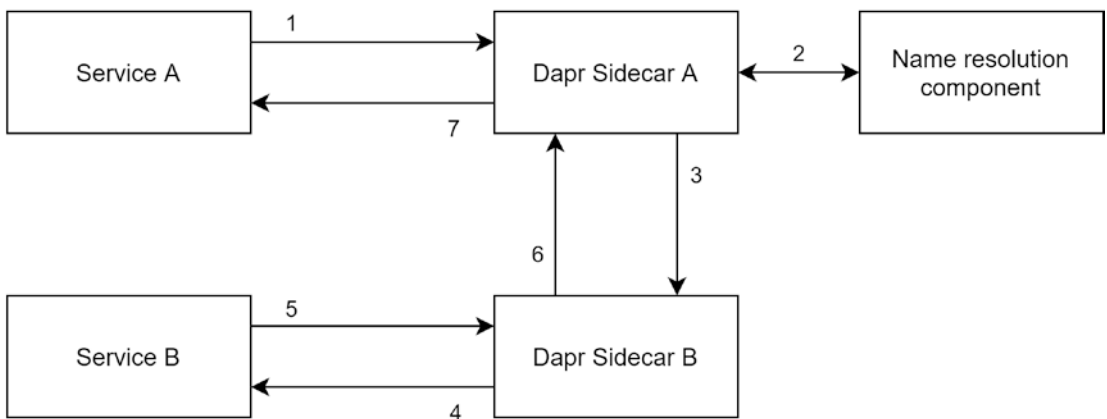 1
Service A
Dapr Sidecar A
2
Name resolution
component
7
3
6
5
Service B
Dapr Sidecar B
4